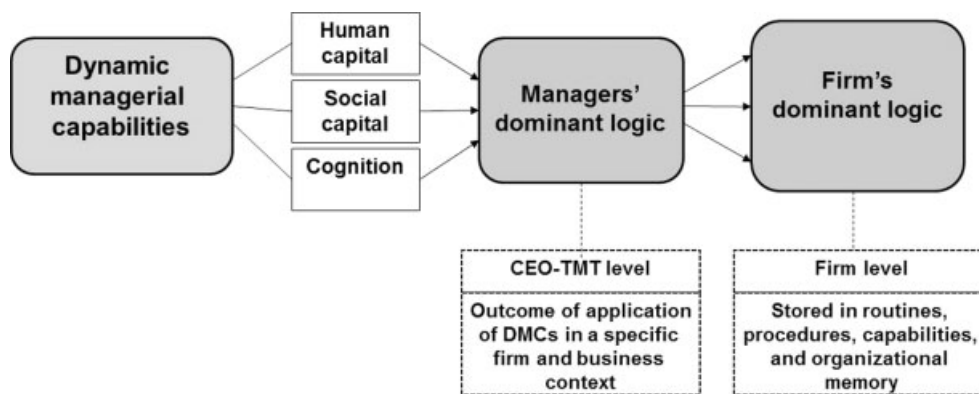 Dynamic
managerial
capabilities
Human
capital
Social
capital
Cognition
Managers’
dominant logic
Firm’s
dominant logic
CEO-TMT level
Outcome of application
of DMCs in a specific
firm and business
context
Firm level
Stored in routines,
procedures, capabilities,
and organizational
memory